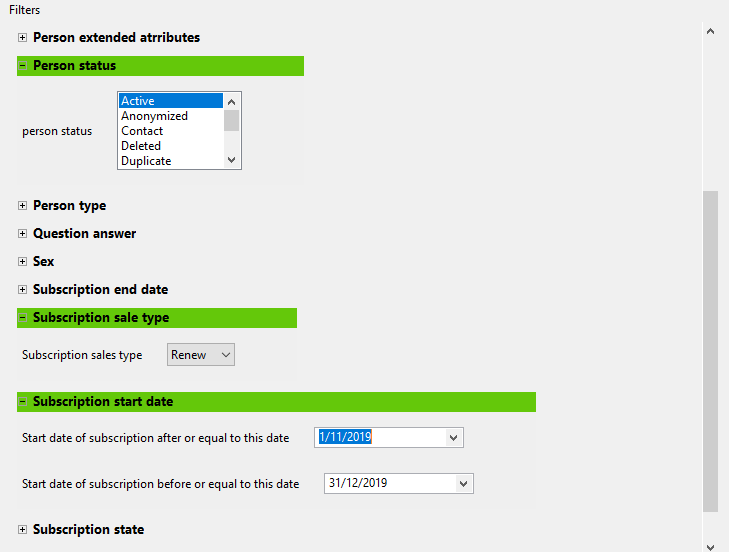 Filters
Person extended atrributes
Person status
person status
Active
Anonymized
Contact
Deleted
Duplicate
Person type
Question answer
Sex
Subscription end date
Subscription sale type
Subscription sales type Renew
Subscription start date
Start date of subscription after or equal to this date 1/11/2019
Start date of subscription before or equal to this date 31/12/2019
Subscription state